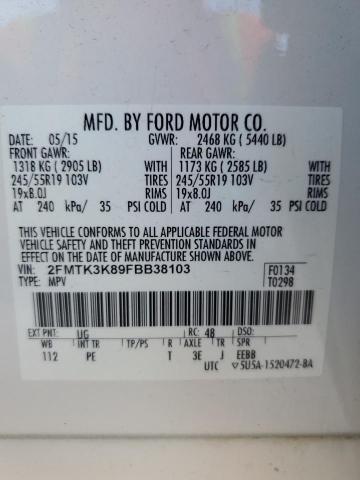 MFD. BY FORD MOTOR CO.
DATE: 05/15 GVWR: 2468 KG ( 5440 LB)
FRONT GAWR: REAR GAWR:
1318 KG ( 2905 LB) WITH 1173 KG ( 2585 LB) WITH
245/55R19 103V TIRES 245/55R19 103V TIRES
19x8.0J RIMS 19x8.0J RIMS
AT 240 kPa/ 35 PSI COLD AT 240 kPa/ 35 PSI COLD
THIS VEHICLE CONFORMS TO ALL APPLICABLE FEDERAL MOTOR
VEHICLE SAFETY AND THEFT PREVENTION STANDARDS IN
EFFECT ON THE DATE OF MANUFACTURE SHOWN ABOVE.
VIN: 2FMTK3K89FBB38103 F0134
TYPE: MPV T0298
EXT PNT: UG RC: 48 DSO:
WB INT TR TP/PS R AXLE TR SPR
112 PE T 3E J EEBB
UTC ▽5U5A-1520472-BA